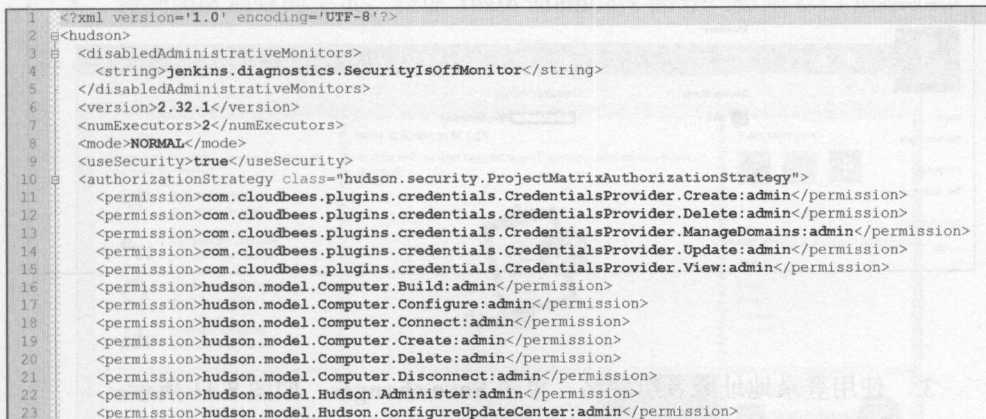 1 <?xml version='1.0' encoding='UTF-8'?>
2 <hudson>
3 <disabledAdministrativeMonitors>
4 <string>jenkins.diagnostics.SecurityIsOffMonitor</string>
5 </disabledAdministrativeMonitors>
6 <version>2.32.1</version>
7 <numExecutors>2</numExecutors>
8 <mode>NORMAL</mode>
9 <useSecurity>true</useSecurity>
10 <authorizationStrategy class="hudson.security.ProjectMatrixAuthorizationStrategy">
11 <permission>com.cloudbees.plugins.credentials.CredentialsProvider.Create:admin</permission>
12 <permission>com.cloudbees.plugins.credentials.CredentialsProvider.Delete:admin</permission>
13 <permission>com.cloudbees.plugins.credentials.CredentialsProvider.ManageDomains:admin</permission>
14 <permission>com.cloudbees.plugins.credentials.CredentialsProvider.Update:admin</permission>
15 <permission>com.cloudbees.plugins.credentials.CredentialsProvider.View:admin</permission>
16 <permission>hudson.model.Computer.Build:admin</permission>
17 <permission>hudson.model.Computer.Configure:admin</permission>
18 <permission>hudson.model.Computer.Connect:admin</permission>
19 <permission>hudson.model.Computer.Create:admin</permission>
20 <permission>hudson.model.Computer.Delete:admin</permission>
21 <permission>hudson.model.Computer.Disconnect:admin</permission>
22 <permission>hudson.model.Hudson.Administer:admin</permission>
23 <permission>hudson.model.Hudson.ConfigureUpdateCenter:admin</permission>